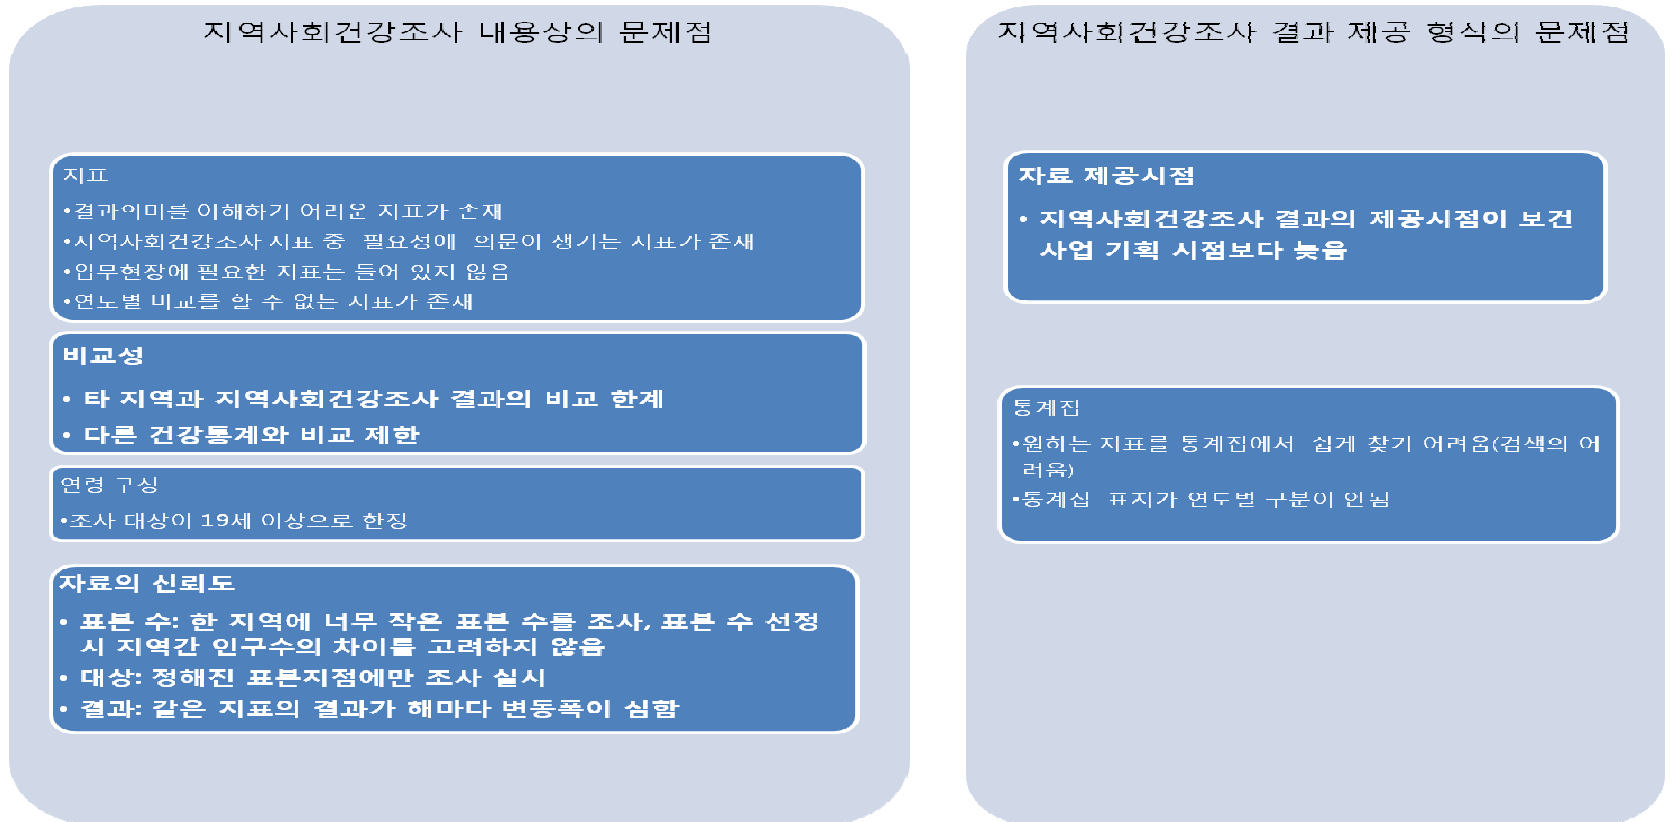 지역사회건강조사 내용상의 문제점
지표
•결과의미를 이해하기 어려운 지표가 존재
•지역사회건강조사 지표 중 필요성에 의문이 생기는 지표가 존재
•업무현장에 필요한 지표는 들어 있지 않음
•연도별 비교를 할 수 없는 지표가 존재
비교성
• 타 지역과 지역사회건강조사 결과의 비교 한계
• 다른 건강통계와 비교 제한
연령 구성
•조사 대상이 19세 이상으로 한정
자료의 신뢰도
• 표본 수: 한 지역에 너무 작은 표본 수를 조사, 표본 수 선정
시 지역간 인구수의 차이를 고려하지 않음
• 대상: 정해진 표본지점에만 조사 실시
• 결과: 같은 지표의 결과가 해마다 변동폭이 심함
지역사회건강조사 결과 제공 형식의 문제점
자료 제공시점
• 지역사회건강조사 결과의 제공시점이 보건
사업 기획 시점보다 늦음
통계집
•원하는 지표를 통계집에서 쉽게 찾기 어려움(검색의 어
려움)
•통계집 표지가 연도별 구분이 안됨